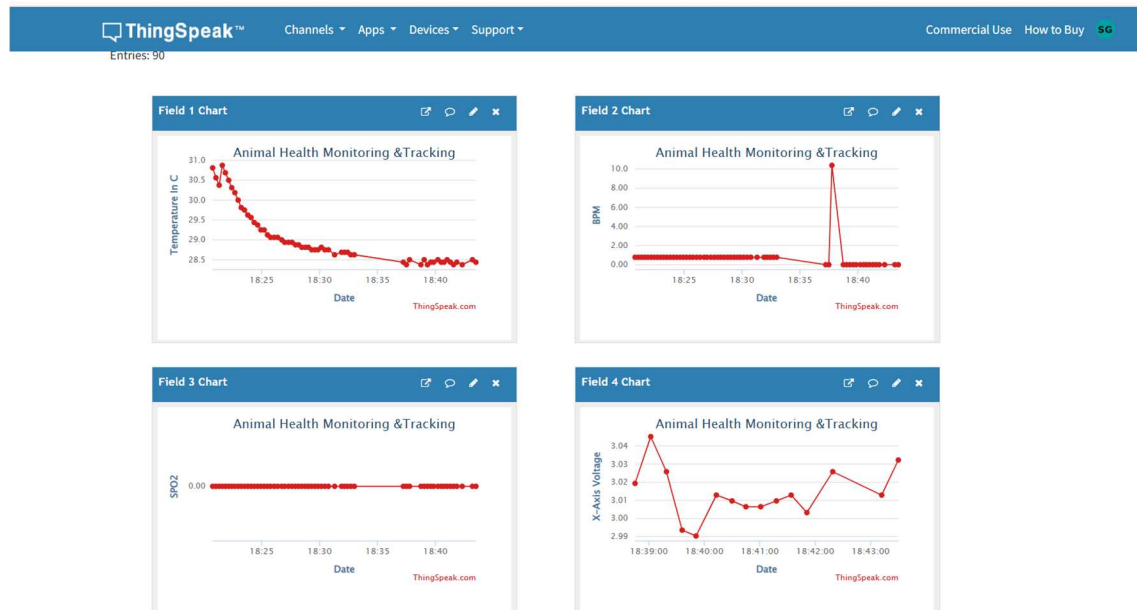 ThingSpeak™ Channels Apps Devices Support Commercial Use How to Buy SG
Entries: 90
Field 1 Chart
Animal Health Monitoring &Tracking
Temperature In C
31.0
30.5
30.0
29.5
29.0
28.5
18:25 18:30 18:35 18:40
Date
ThingSpeak.com
Field 2 Chart
Animal Health Monitoring &Tracking
BPM
10.0
8.00
6.00
4.00
2.00
0.00
18:25 18:30 18:35 18:40
Date
ThingSpeak.com
Field 3 Chart
Animal Health Monitoring &Tracking
SPO2
0.00
18:25 18:30 18:35 18:40
Date
ThingSpeak.com
Field 4 Chart
Animal Health Monitoring &Tracking
X-Axis Voltage
3.04
3.03
3.02
3.01
3.00
2.99
18:39:00 18:40:00 18:41:00 18:42:00 18:43:00
Date
ThingSpeak.com